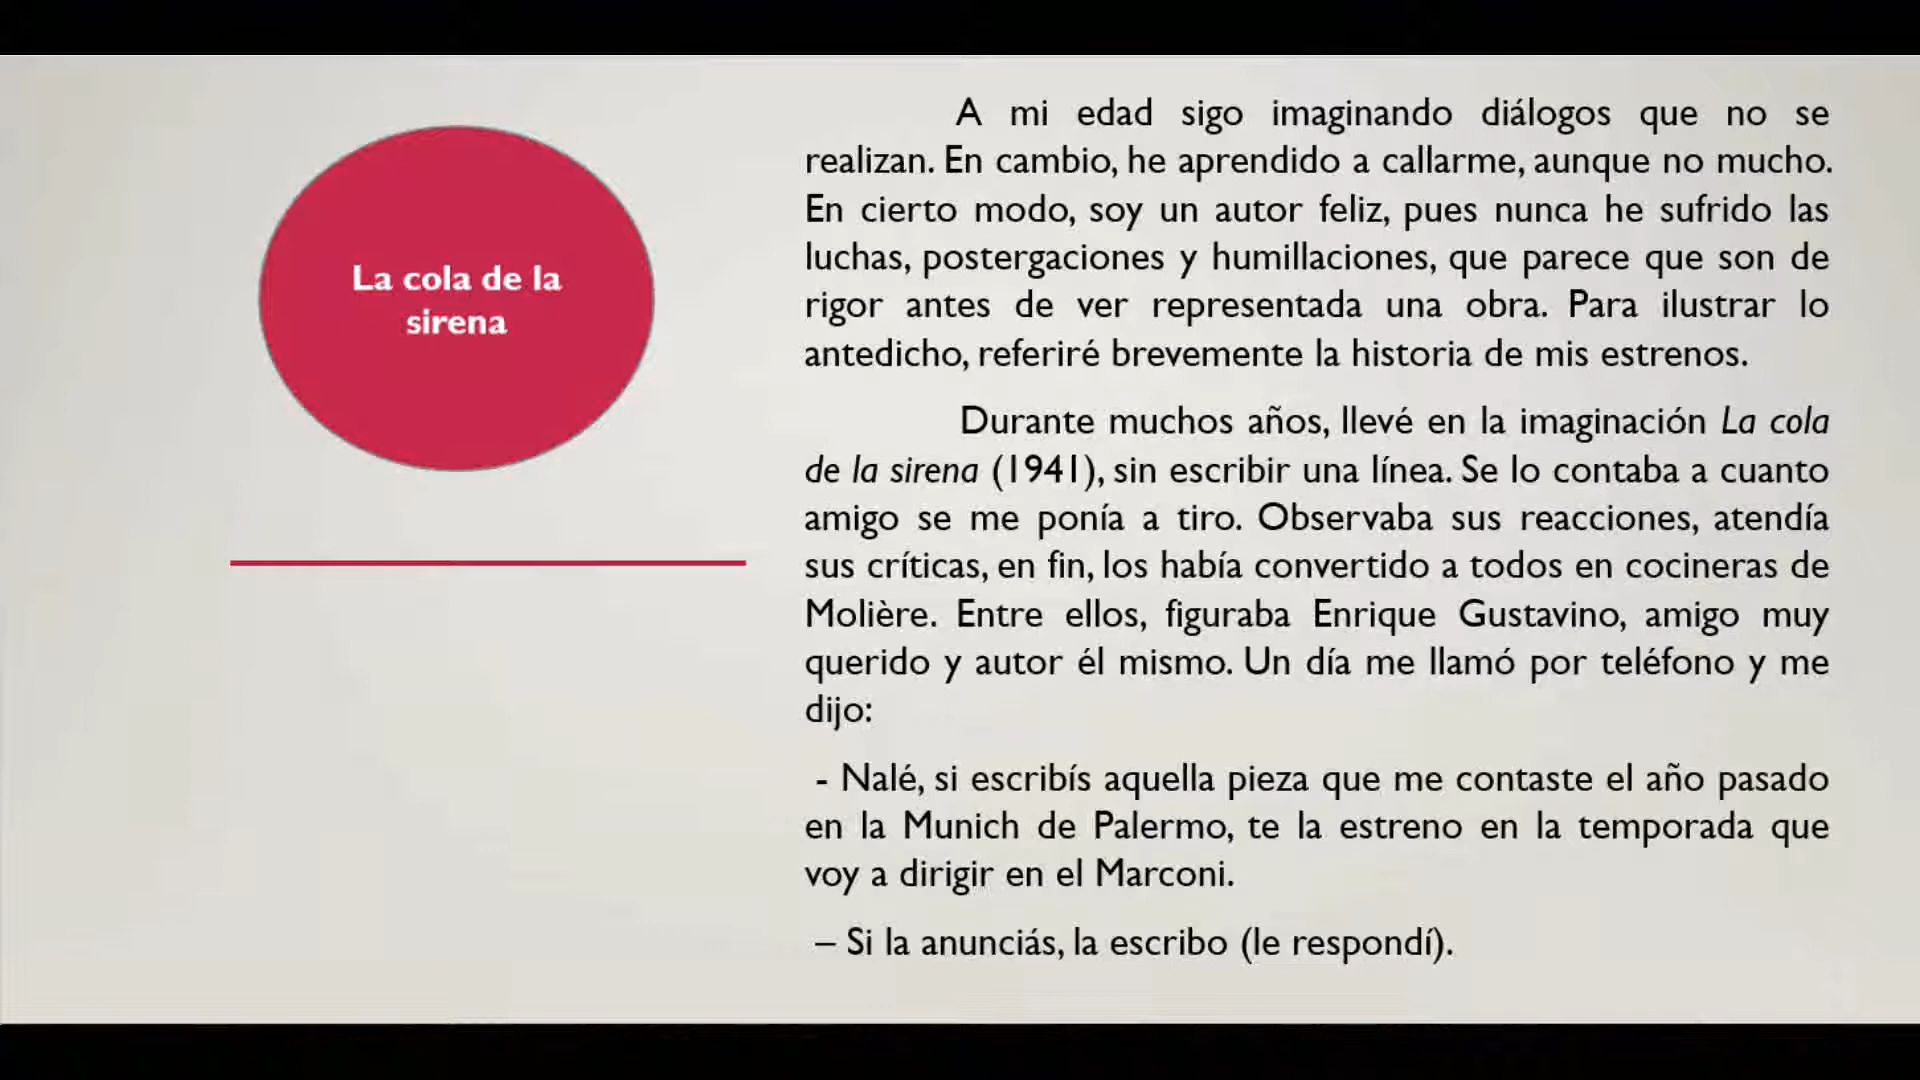 La cola de la
sirena
A mi edad sigo imaginando diálogos que no se
realizan. En cambio, he aprendido a callarme, aunque no mucho.
En cierto modo, soy un autor feliz, pues nunca he sufrido las
luchas, postergaciones y humillaciones, que parece que son de
rigor antes de ver representada una obra. Para ilustrar lo
antedicho, referiré brevemente la historia de mis estrenos.
Durante muchos años, llevé en la imaginación La cola
de la sirena (1941), sin escribir una línea. Se lo contaba a cuanto
amigo se me ponía a tiro. Observaba sus reacciones, atendía
sus críticas, en fin, los había convertido a todos en cocineras de
Molière. Entre ellos, figuraba Enrique Gustavino, amigo muy
querido y autor él mismo. Un día me llamó por teléfono y me
dijo:
- Nalé, si escribís aquella pieza que me contaste el año pasado
en la Munich de Palermo, te la estreno en la temporada que
voy a dirigir en el Marconi.
– Si la anunciás, la escribo (le respondí).